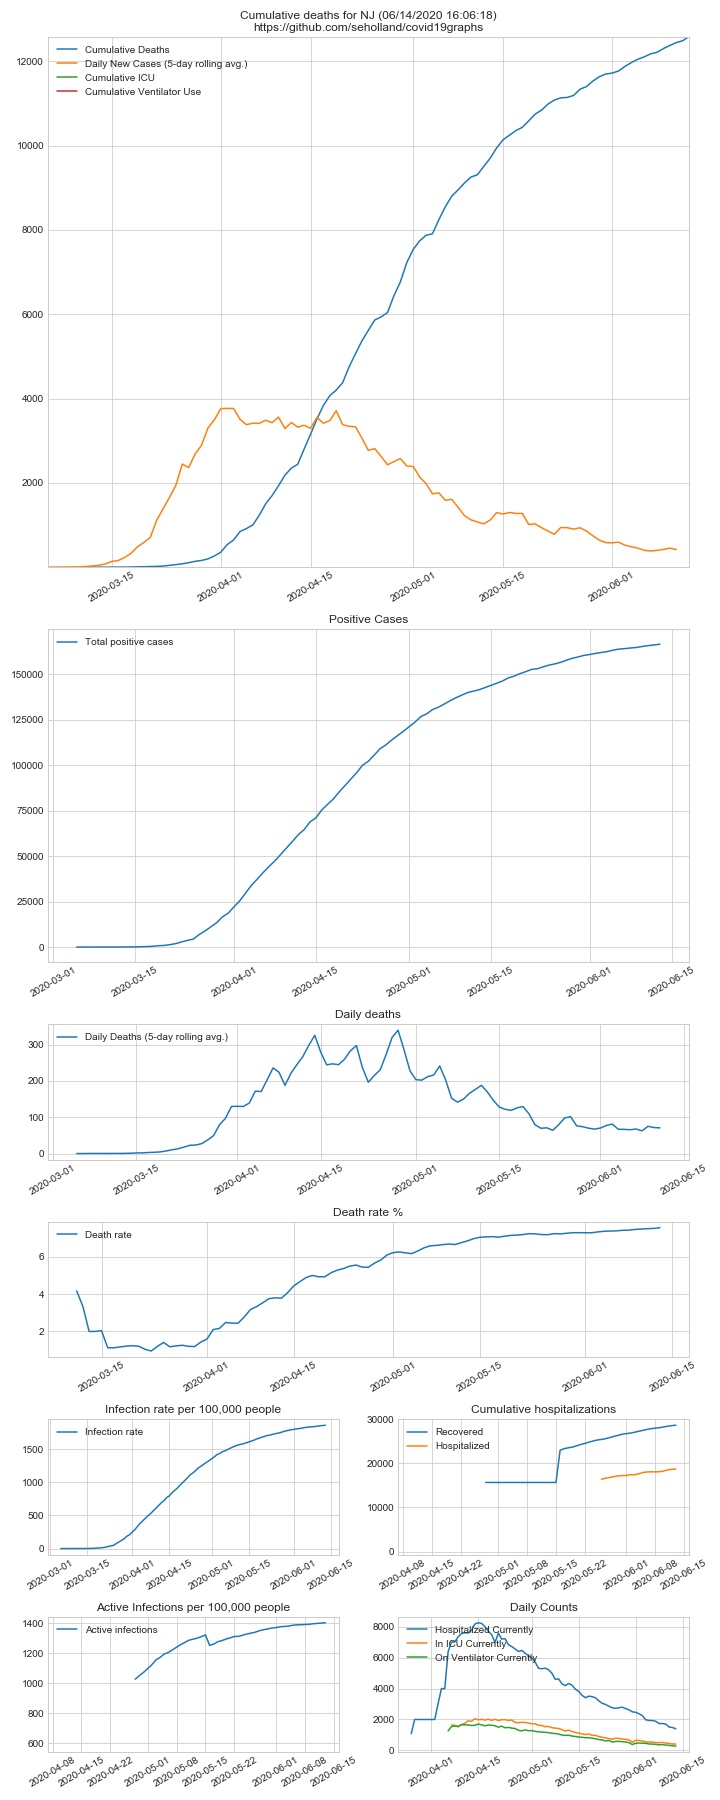 Cumulative deaths for NJ (06/14/2020 16:06:18)
https://github.com/seholland/covid19graphs
Cumulative Deaths
Daily New Cases (5-day rolling avg.)
Cumulative ICU
Cumulative Ventilator Use
12000
10000
8000
6000
4000
2000
2020-03-15 2020-04-01 2020-04-15 2020-05-01 2020-05-15 2020-06-01
Positive Cases
Total positive cases
150000
125000
100000
75000
50000
25000
0
2020-03-01 2020-03-15 2020-04-01 2020-04-15 2020-05-01 2020-05-15 2020-06-01 2020-06-15
Daily deaths
Daily Deaths (5-day rolling avg.)
300
200
100
0
2020-03-01 2020-03-15 2020-04-01 2020-04-15 2020-05-01 2020-05-15 2020-06-01 2020-06-15
Death rate %
Death rate
6
4
2
2020-03-15 2020-04-01 2020-04-15 2020-05-01 2020-05-15 2020-06-01 2020-06-15
Infection rate per 100,000 people
Infection rate
1500
1000
500
0
2020-03-01 2020-03-15 2020-04-01 2020-04-15 2020-05-01 2020-05-15 2020-06-01 2020-06-15
Cumulative hospitalizations
Recovered
Hospitalized
30000
20000
10000
0
2020-04-08 2020-04-15 2020-04-22 2020-05-01 2020-05-08 2020-05-15 2020-05-22 2020-06-01 2020-06-08 2020-06-15
Active Infections per 100,000 people
Active infections
1400
1200
1000
800
600
2020-04-08 2020-04-15 2020-04-22 2020-05-01 2020-05-08 2020-05-15 2020-05-22 2020-06-01 2020-06-08 2020-06-15
Daily Counts
Hospitalized Currently
In ICU Currently
On Ventilator Currently
8000
6000
4000
2000
0
2020-04-01 2020-04-15 2020-05-01 2020-05-15 2020-06-01 2020-06-15